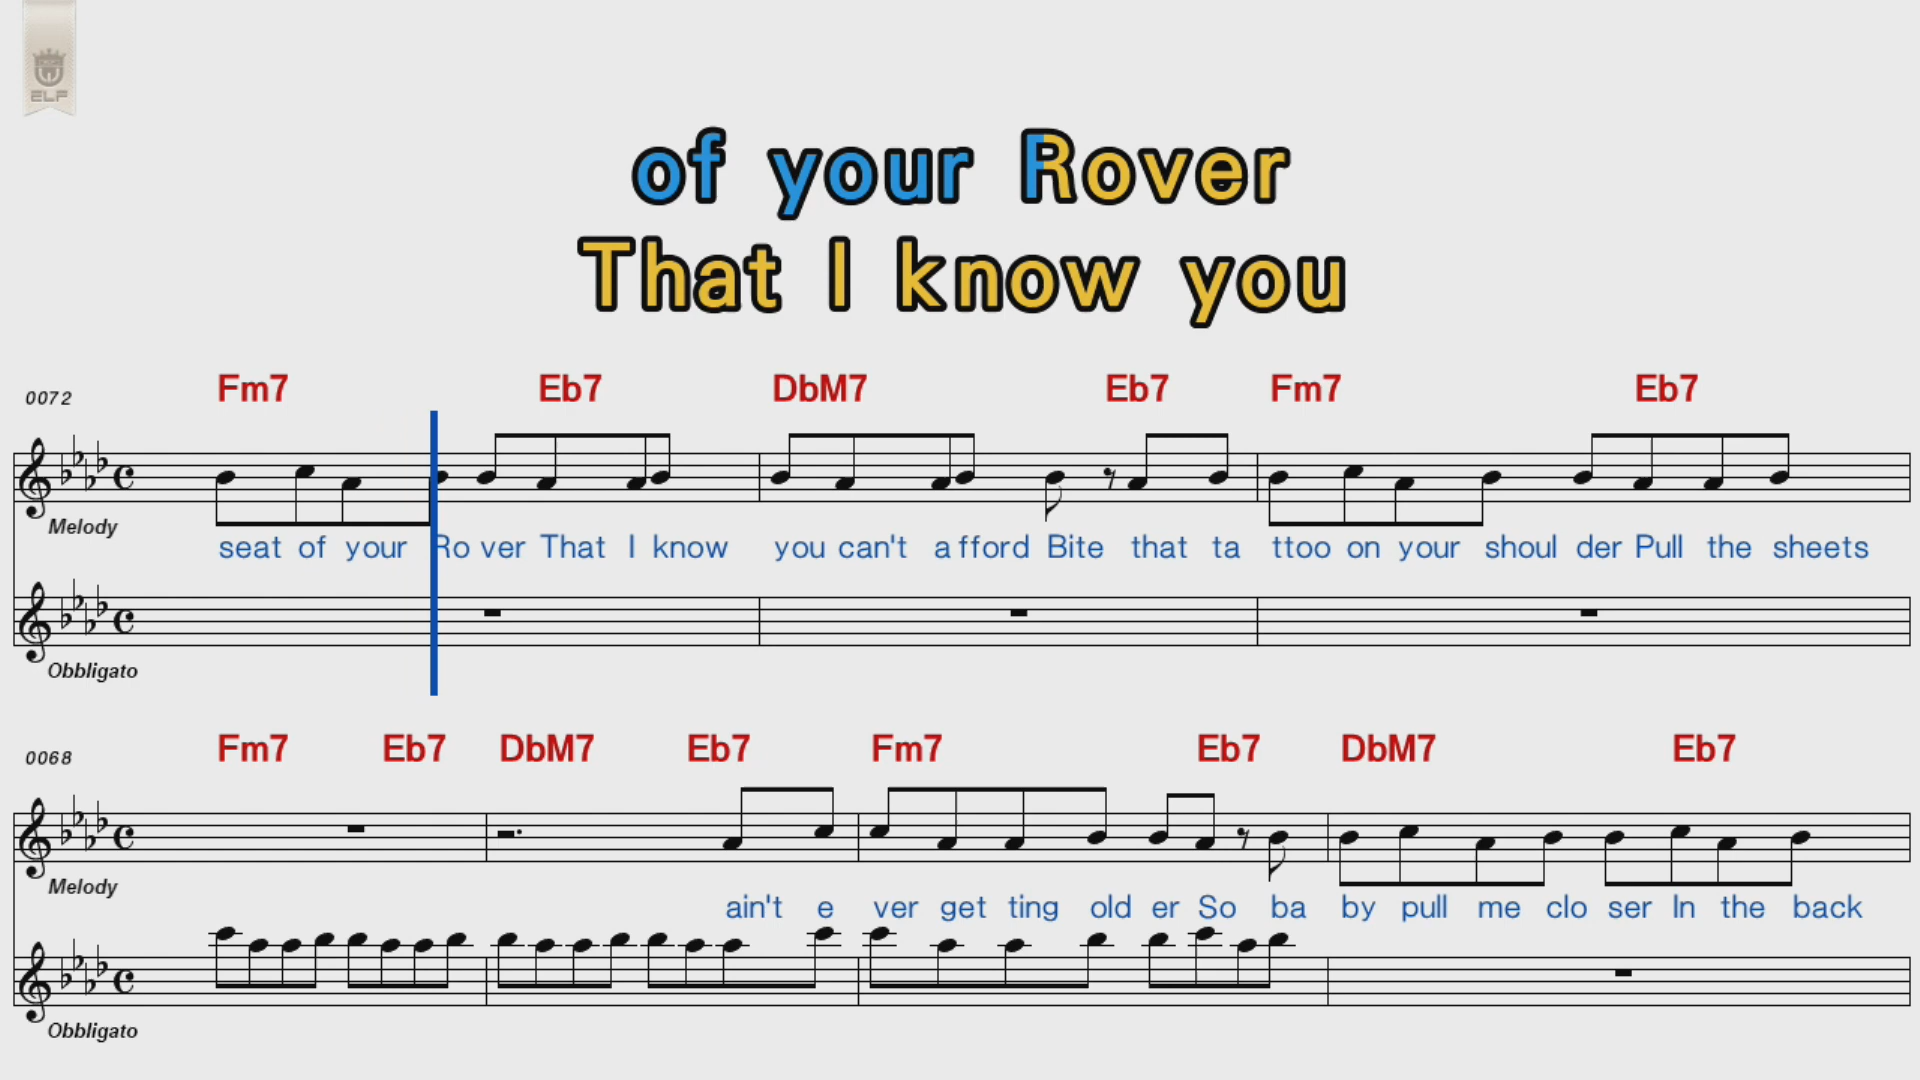 ELF
of your Rover
That I know you
0072 Fm7 Eb7 DbM7 Eb7 Fm7 Eb7
Melody
seat of your Ro ver That I know you can't a fford Bite that ta ttoo on your shoul der Pull the sheets
Obbligato
0068 Fm7 Eb7 DbM7 Eb7 Fm7 Eb7 DbM7 Eb7
Melody
ain't e ver get ting old er So ba by pull me clo ser In the back
Obbligato